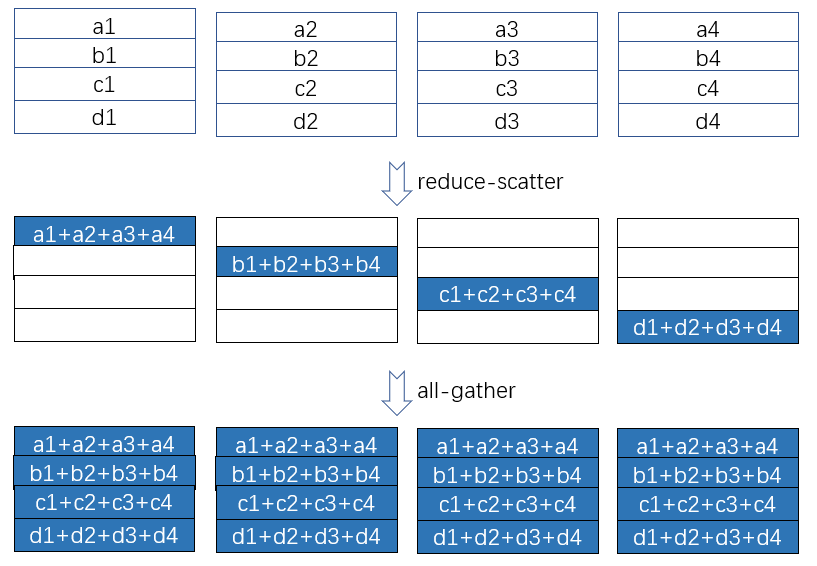 a1 a2 a3 a4
b1 b2 b3 b4
c1 c2 c3 c4
d1 d2 d3 d4
reduce-scatter
a1+a2+a3+a4
b1+b2+b3+b4
c1+c2+c3+c4
d1+d2+d3+d4
all-gather
a1+a2+a3+a4 a1+a2+a3+a4 a1+a2+a3+a4 a1+a2+a3+a4
b1+b2+b3+b4 b1+b2+b3+b4 b1+b2+b3+b4 b1+b2+b3+b4
c1+c2+c3+c4 c1+c2+c3+c4 c1+c2+c3+c4 c1+c2+c3+c4
d1+d2+d3+d4 d1+d2+d3+d4 d1+d2+d3+d4 d1+d2+d3+d4